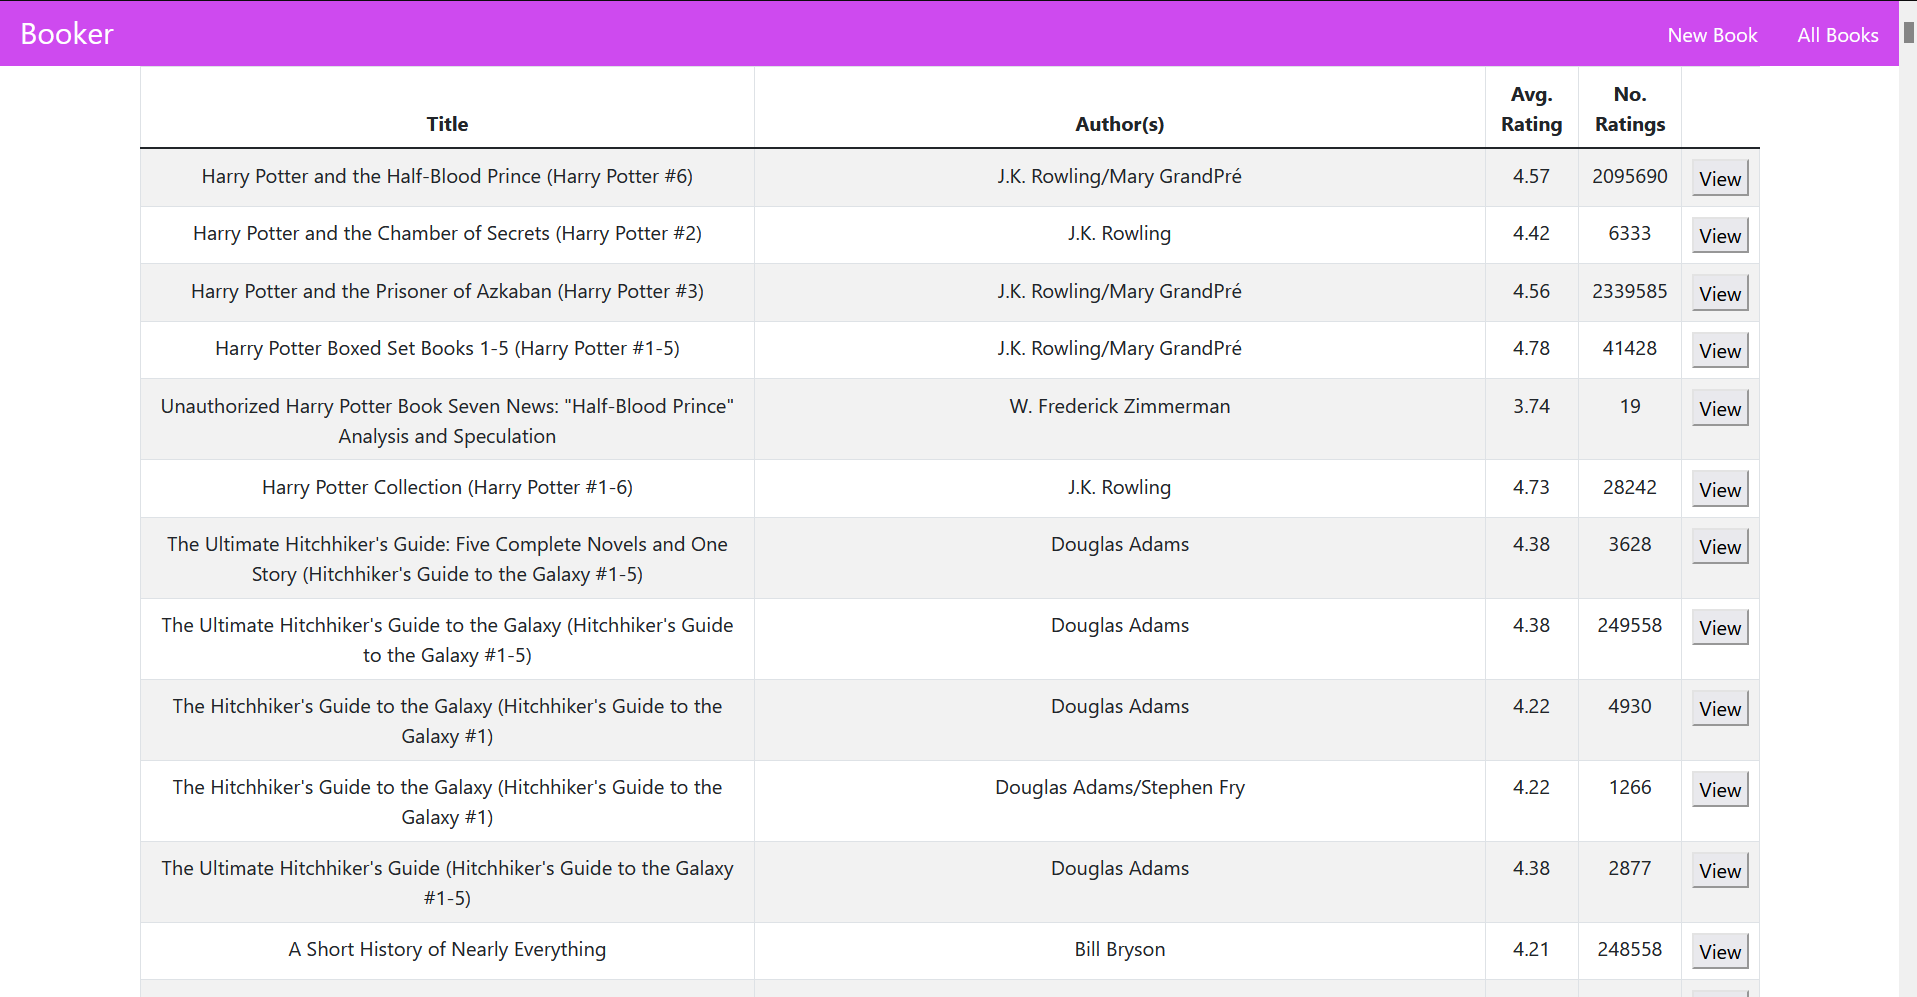 Booker New Book All Books
Title Author(s) Avg. Rating No. Ratings
Harry Potter and the Half-Blood Prince (Harry Potter #6) J.K. Rowling/Mary GrandPré 4.57 2095690 View
Harry Potter and the Chamber of Secrets (Harry Potter #2) J.K. Rowling 4.42 6333 View
Harry Potter and the Prisoner of Azkaban (Harry Potter #3) J.K. Rowling/Mary GrandPré 4.56 2339585 View
Harry Potter Boxed Set Books 1-5 (Harry Potter #1-5) J.K. Rowling/Mary GrandPré 4.78 41428 View
Unauthorized Harry Potter Book Seven News: "Half-Blood Prince" W. Frederick Zimmerman 3.74 19 View
Analysis and Speculation
Harry Potter Collection (Harry Potter #1-6) J.K. Rowling 4.73 28242 View
The Ultimate Hitchhiker's Guide: Five Complete Novels and One Douglas Adams 4.38 3628 View
Story (Hitchhiker's Guide to the Galaxy #1-5)
The Ultimate Hitchhiker's Guide to the Galaxy (Hitchhiker's Guide Douglas Adams 4.38 249558 View
to the Galaxy #1-5)
The Hitchhiker's Guide to the Galaxy (Hitchhiker's Guide to the Douglas Adams 4.22 4930 View
Galaxy #1)
The Hitchhiker's Guide to the Galaxy (Hitchhiker's Guide to the Douglas Adams/Stephen Fry 4.22 1266 View
Galaxy #1)
The Ultimate Hitchhiker's Guide (Hitchhiker's Guide to the Galaxy Douglas Adams 4.38 2877 View
#1-5)
A Short History of Nearly Everything Bill Bryson 4.21 248558 View